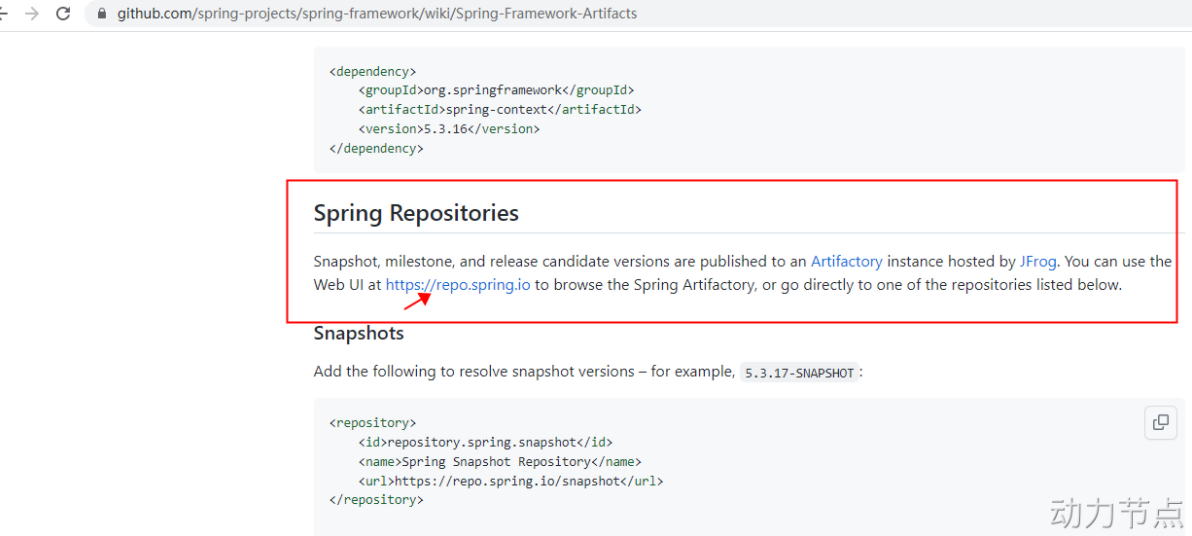 github.com/spring-projects/spring-framework/wiki/Spring-Framework-Artifacts
<dependency>
<groupId>org.springframework</groupId>
<artifactId>spring-context</artifactId>
<version>5.3.16</version>
</dependency>
Spring Repositories
Snapshot, milestone, and release candidate versions are published to an Artifactory instance hosted by JFrog. You can use the
Web UI at https://repo.spring.io to browse the Spring Artifactory, or go directly to one of the repositories listed below.
Snapshots
Add the following to resolve snapshot versions – for example, 5.3.17-SNAPSHOT:
<repository>
<id>repository.spring.snapshot</id>
<name>Spring Snapshot Repository</name>
<url>https://repo.spring.io/snapshot</url>
</repository>
动力节点